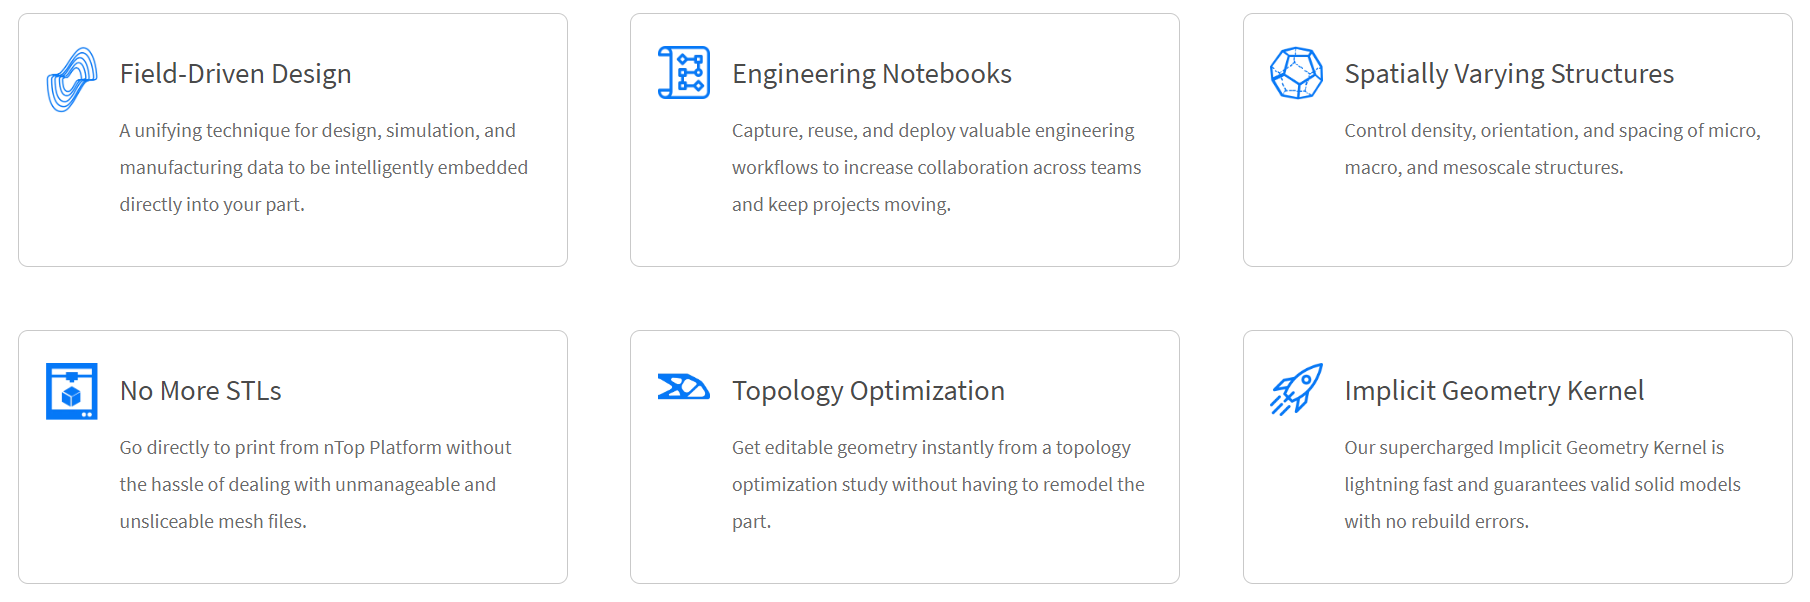 Field-Driven Design
A unifying technique for design, simulation, and
manufacturing data to be intelligently embedded
directly into your part.
Engineering Notebooks
Capture, reuse, and deploy valuable engineering
workflows to increase collaboration across teams
and keep projects moving.
Spatially Varying Structures
Control density, orientation, and spacing of micro,
macro, and mesoscale structures.
No More STLs
Go directly to print from nTop Platform without
the hassle of dealing with unmanageable and
unsliceable mesh files.
Topology Optimization
Get editable geometry instantly from a topology
optimization study without having to remodel the
part.
Implicit Geometry Kernel
Our supercharged Implicit Geometry Kernel is
lightning fast and guarantees valid solid models
with no rebuild errors.